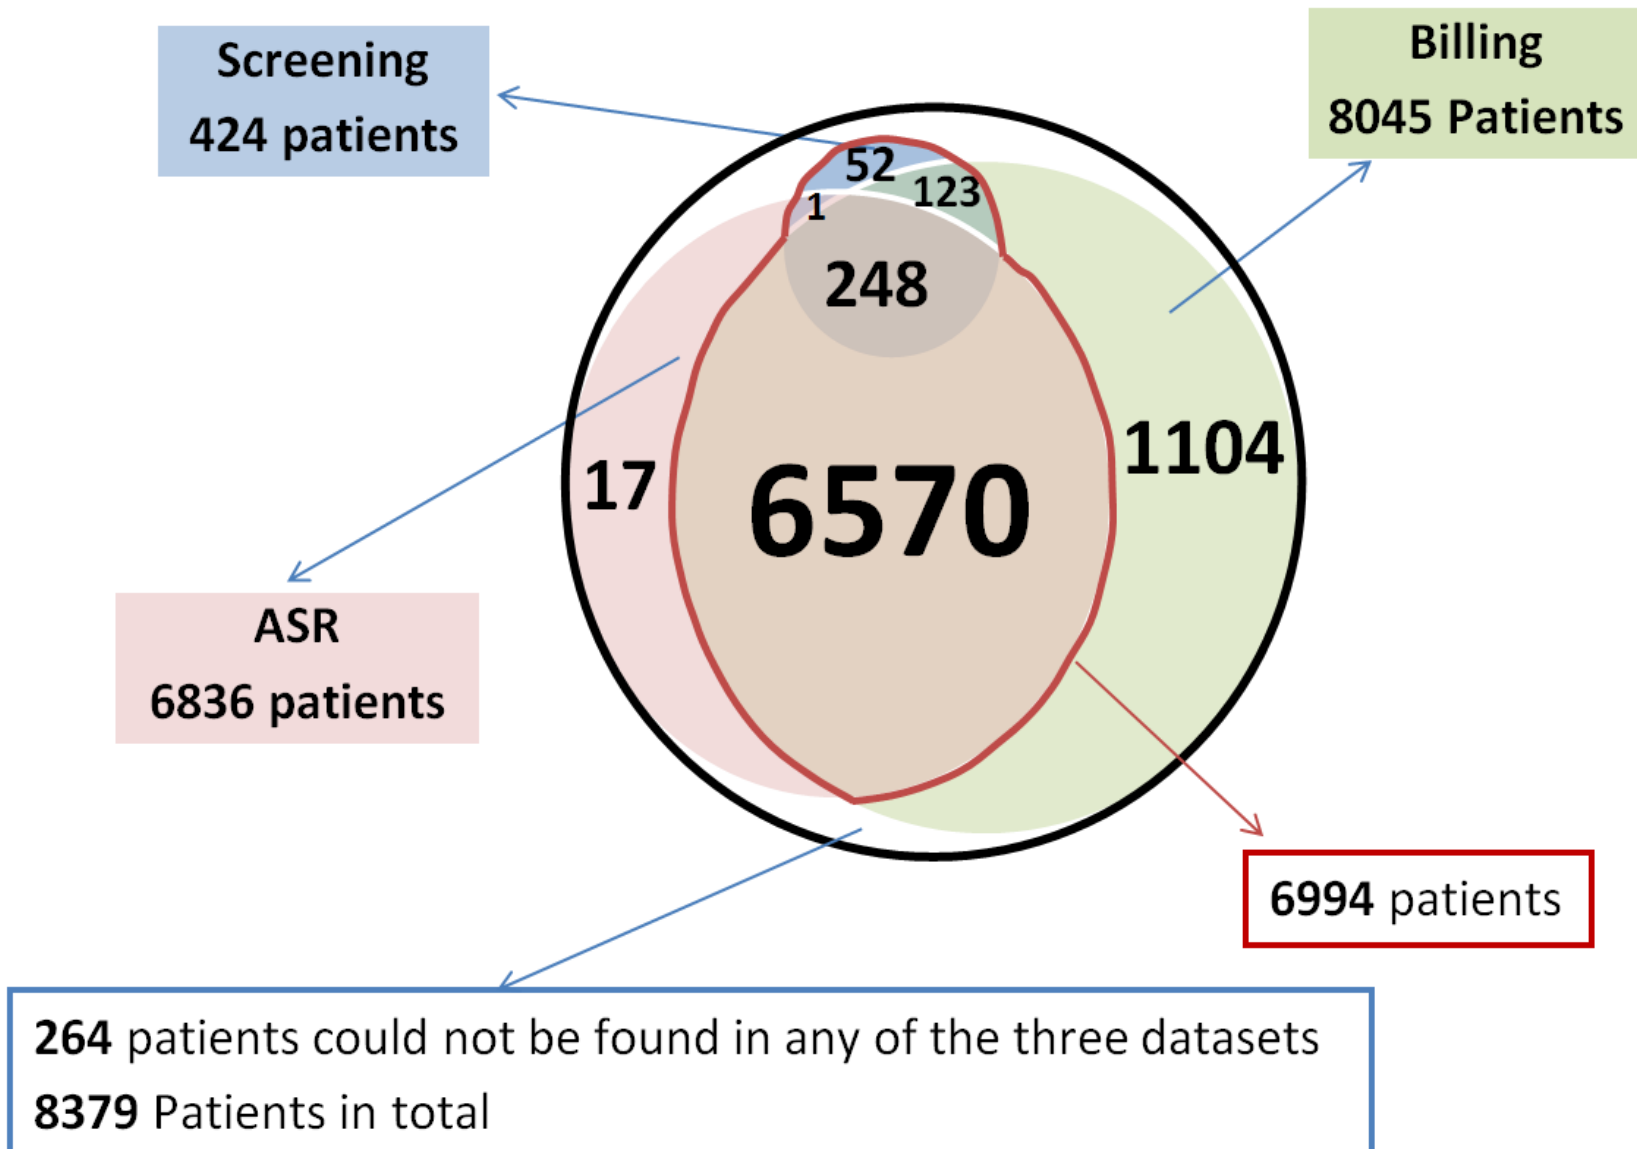 Screening
424 patients
Billing
8045 Patients
52
123
1
248
17
6570
1104
ASR
6836 patients
6994 patients
264 patients could not be found in any of the three datasets
8379 Patients in total